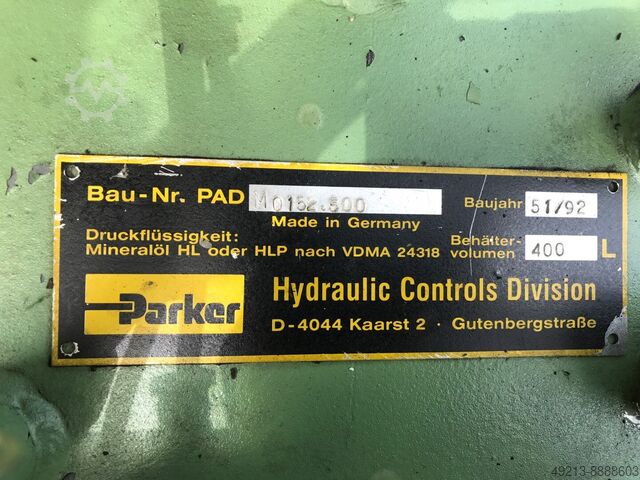 Bau-Nr. PAD M0152.500 Baujahr 51/92
Made in Germany
Druckflüssigkeit:
Mineralöl HL oder HLP nach VDMA 24318 Behälter-volumen 400 L
Parker
Hydraulic Controls Division
D-4044 Kaarst 2 · Gutenbergstraße
49213-8888603